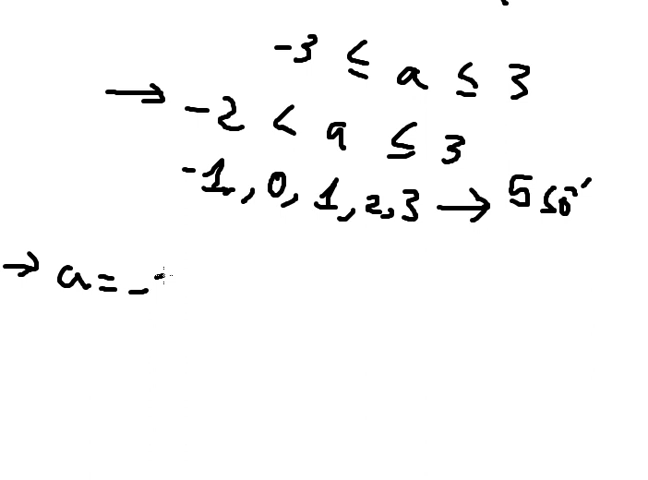 -3 ≤ a ≤ 3
→ -2 < a ≤ 3
-1, 0, 1, 2, 3 → 5 số
→ a = -